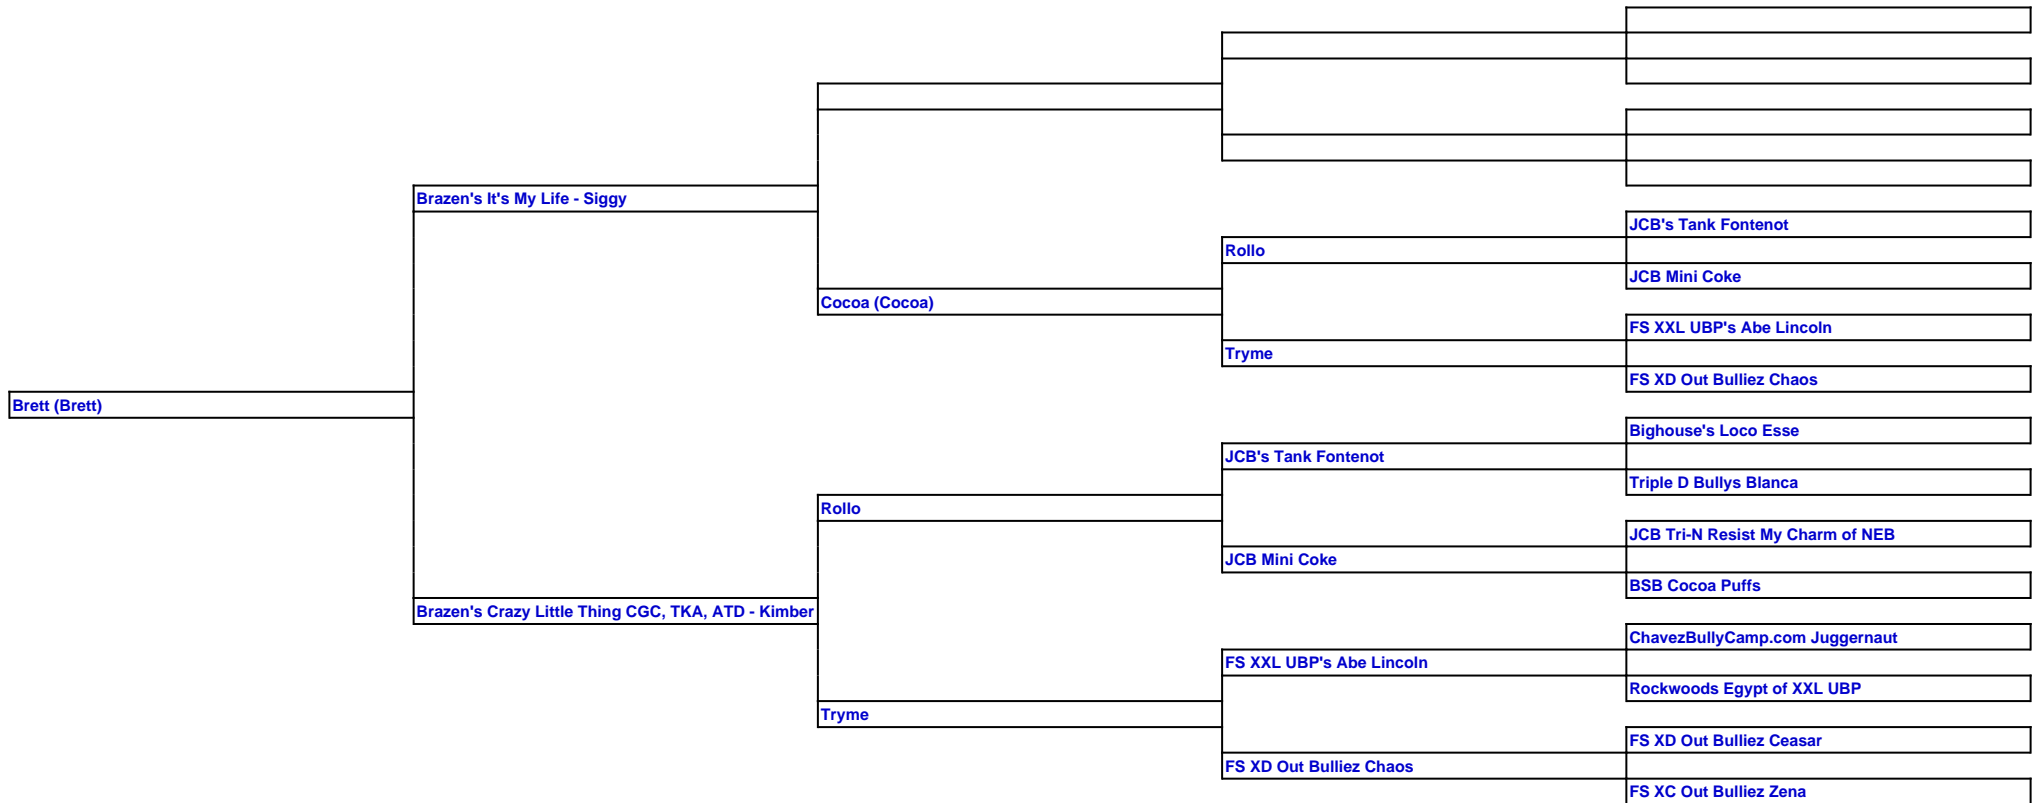 JCB's Tank Fontenot
Brazen's It's My Life - Siggy
Rollo
JCB Mini Coke
Cocoa (Cocoa)
FS XXL UBP's Abe Lincoln
Tryme
FS XD Out Bulliez Chaos
Brett (Brett)
Bighouse's Loco Esse
JCB's Tank Fontenot
Triple D Bullys Blanca
Rollo
JCB Tri-N Resist My Charm of NEB
JCB Mini Coke
BSB Cocoa Puffs
Brazen's Crazy Little Thing CGC, TKA, ATD - Kimber
ChavezBullyCamp.com Juggernaut
FS XXL UBP's Abe Lincoln
Rockwoods Egypt of XXL UBP
Tryme
FS XD Out Bulliez Ceasar
FS XD Out Bulliez Chaos
FS XC Out Bulliez Zena